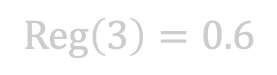 Reg(3) = 0.6